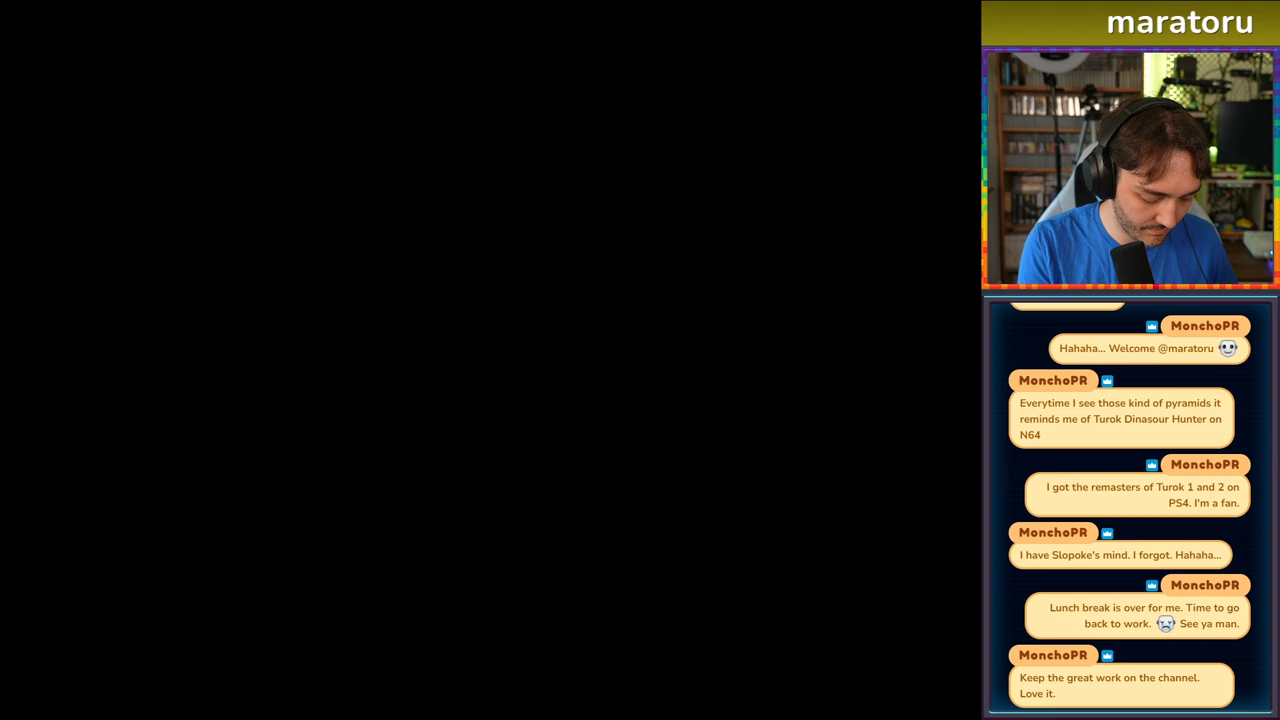 maratoru
MonchoPR
Hahaha... Welcome @maratoru
MonchoPR
Everytime I see those kind of pyramids it
reminds me of Turok Dinasour Hunter on
N64
MonchoPR
I got the remasters of Turok 1 and 2 on
PS4. I'm a fan.
MonchoPR
I have Slopoke's mind. I forgot. Hahaha...
MonchoPR
Lunch break is over for me. Time to go
back to work. See ya man.
MonchoPR
Keep the great work on the channel.
Love it.